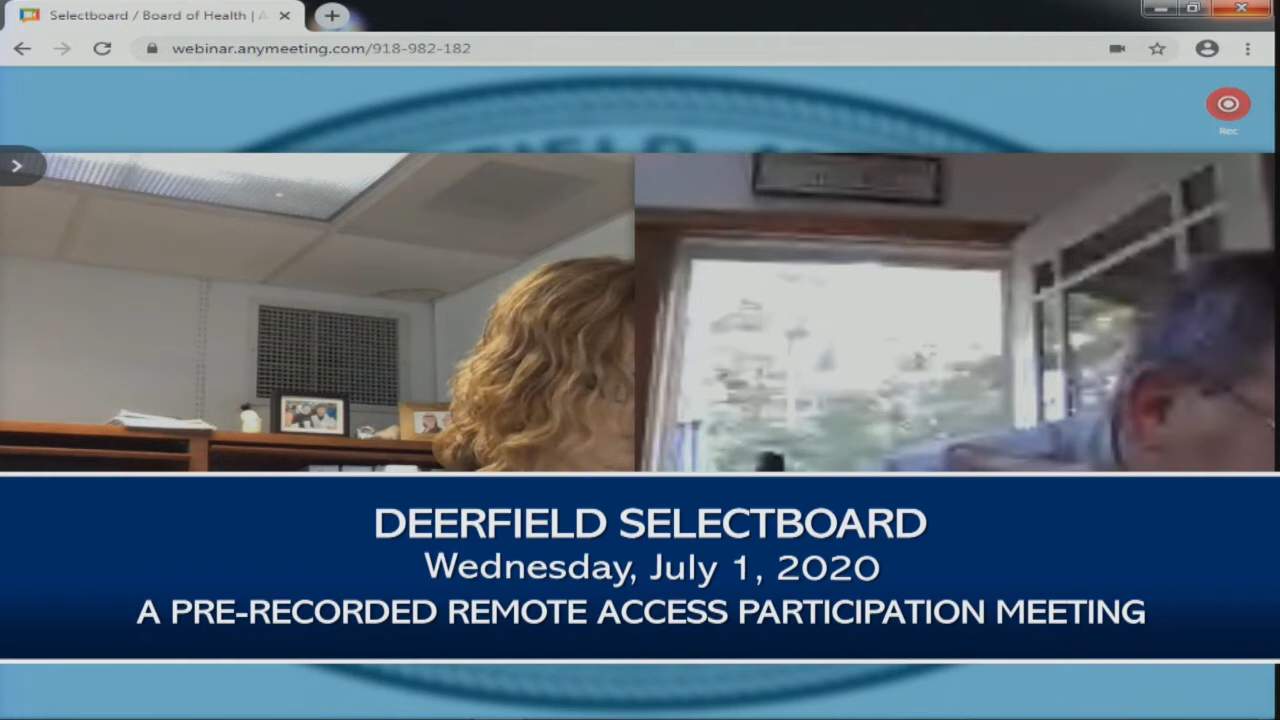 Selectboard / Board of Health | A
webinar.anymeeting.com/918-982-182
Rec
DEERFIELD SELECTBOARD
Wednesday, July 1, 2020
A PRE-RECORDED REMOTE ACCESS PARTICIPATION MEETING